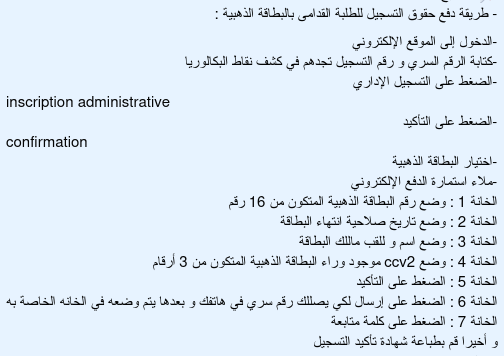 - طريقة دفع حقوق التسجيل للطلبة القدامى بالبطاقة الذهبية :
-الدخول إلى الموقع الإلكتروني
-كتابة الرقم السري و رقم التسجيل تجدهم في كشف نقاط البكالوريا
-الضغط على التسجيل الإداري
inscription administrative
-الضغط على التأكيد
confirmation
-اختيار البطاقة الذهبية
-ملاء استمارة الدفع الإلكتروني
الخانة 1 : وضع رقم البطاقة الذهبية المتكون من 16 رقم
الخانة 2 : وضع تاريخ صلاحية انتهاء البطاقة
الخانة 3 : وضع اسم و للقب ماللك البطاقة
الخانة 4 : وضع ccv2 موجود وراء البطاقة الذهبية المتكون من 3 أرقام
الخانة 5 : الضغط على التأكيد
الخانة 6 : الضغط على إرسال لكي يصللك رقم سري في هاتفك و بعدها يتم وضعه في الخانه الخاصة به
الخانة 7 : الضغط على كلمة متابعة
و أخيرا قم بطباعة شهادة تأكيد التسجيل